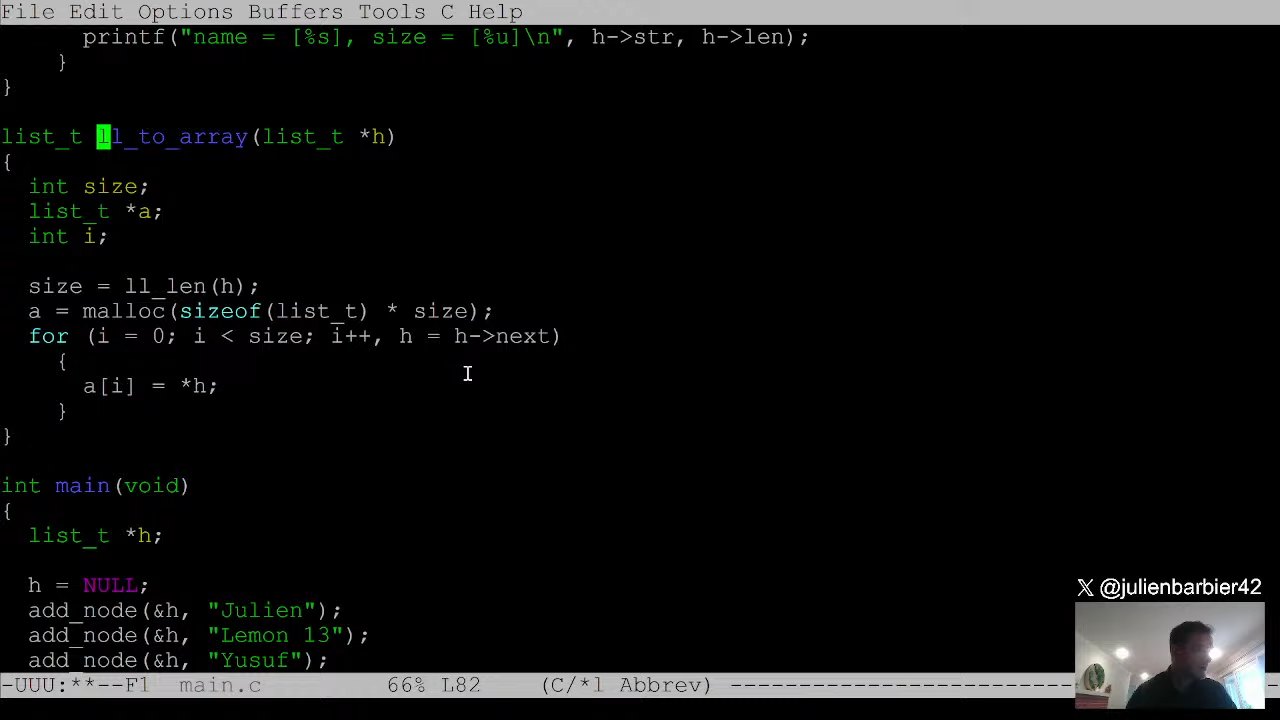 File Edit Options Buffers Tools C Help
printf("name = [%s], size = [%u]\n", h->str, h->len);
}
}
list_t ll_to_array(list_t *h)
{
int size;
list_t *a;
int i;
size = ll_len(h);
a = malloc(sizeof(list_t) * size);
for (i = 0; i < size; i++, h = h->next)
{
a[i] = *h;
}
}
int main(void)
{
list_t *h;
h = NULL;
add_node(&h, "Julien");
add_node(&h, "Lemon 13");
add_node(&h, "Yusuf");
X @julienbarbier42
-UUU:**--F1 main.c 66% L82 (C/*l Abbrev) -------------------------